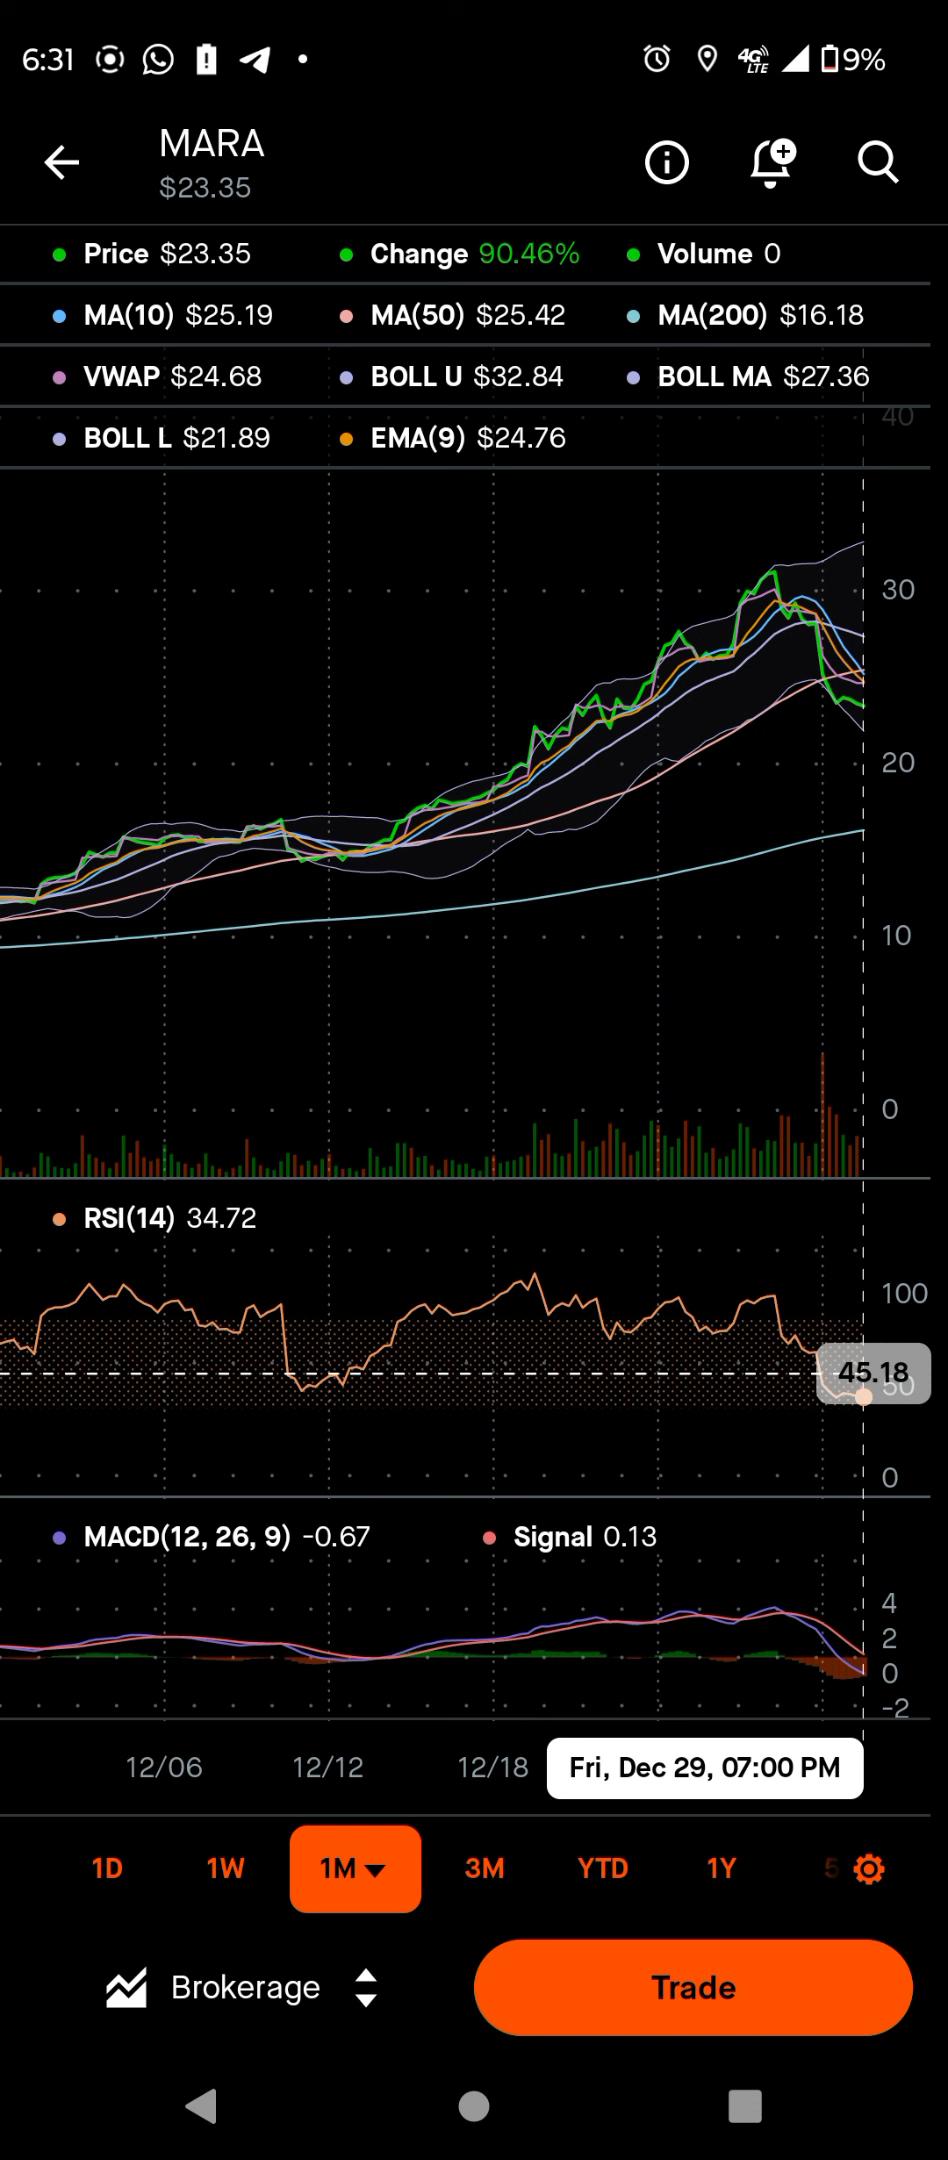 6:31 4G LTE 9%
MARA
$23.35
Price $23.35 Change 90.46% Volume 0
MA(10) $25.19 MA(50) $25.42 MA(200) $16.18
VWAP $24.68 BOLL U $32.84 BOLL MA $27.36
40
BOLL L $21.89 EMA(9) $24.76
30
20
10
0
RSI(14) 34.72
100
45.18
50
0
MACD(12, 26, 9) -0.67 Signal 0.13
4
2
0
-2
12/06 12/12 12/18 Fri, Dec 29, 07:00 PM
1D 1W 1M 3M YTD 1Y 5
Brokerage Trade